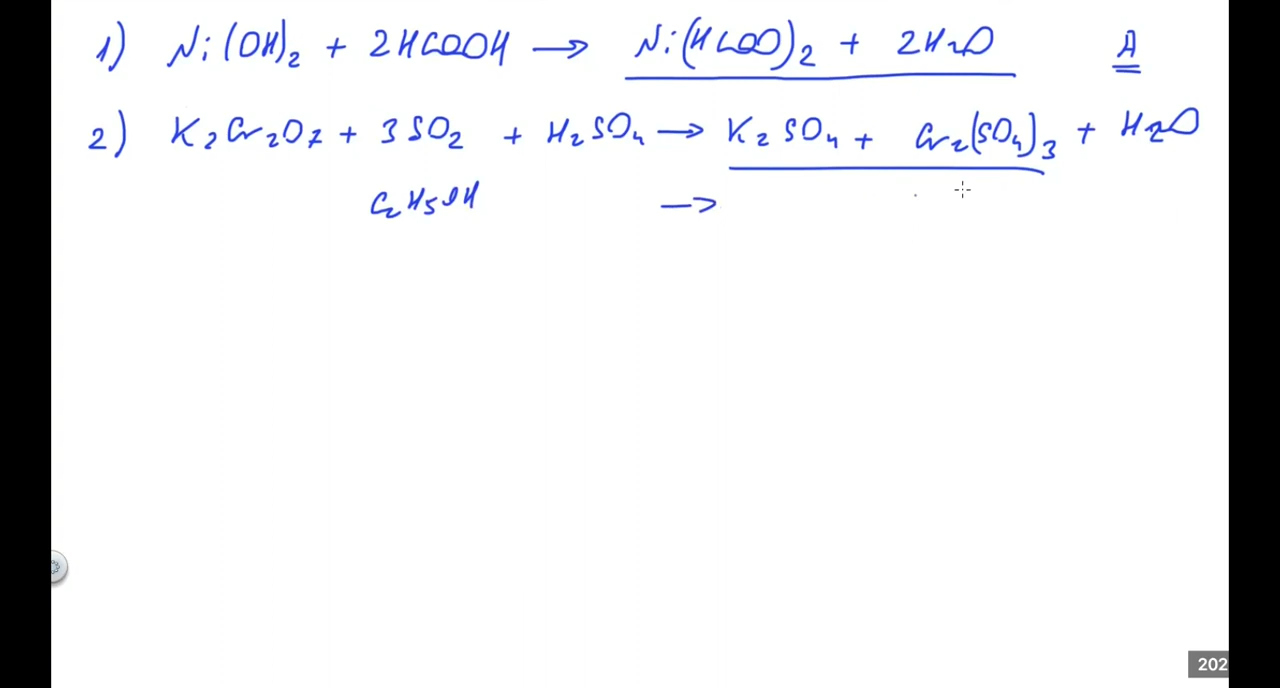 1) Ni(OH)₂ + 2HCOOH → Ni(HCOO)₂ + 2H₂O A
2) K₂Cr₂O₇ + 3SO₂ + H₂SO₄ → K₂SO₄ + Cr₂(SO₄)₃ + H₂O
C₂H₅OH →
202